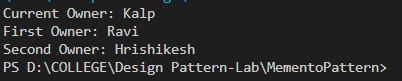 Current Owner: Kalp
First Owner: Ravi
Second Owner: Hrishikesh
PS D:\COLLEGE\Design Pattern-Lab\MementoPattern>